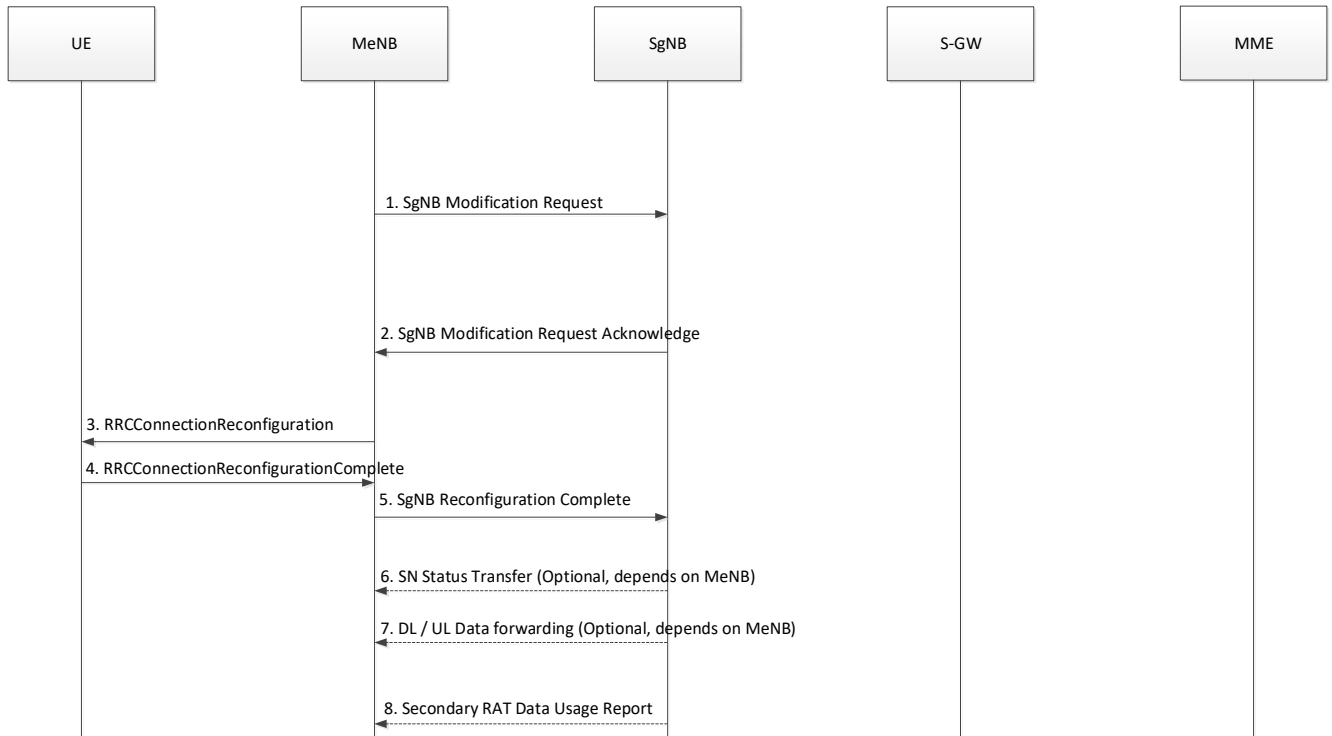 UE
MeNB
SgNB
S-GW
MME
1. SgNB Modification Request
2. SgNB Modification Request Acknowledge
3. RRCConnectionReconfiguration
4. RRCConnectionReconfigurationComplete
5. SgNB Reconfiguration Complete
6. SN Status Transfer (Optional, depends on MeNB)
7. DL / UL Data forwarding (Optional, depends on MeNB)
8. Secondary RAT Data Usage Report